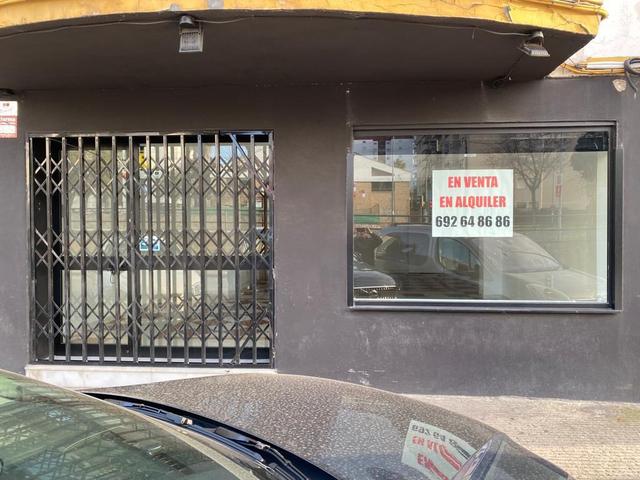 EN VENTA
EN ALQUILER
692 64 86 86